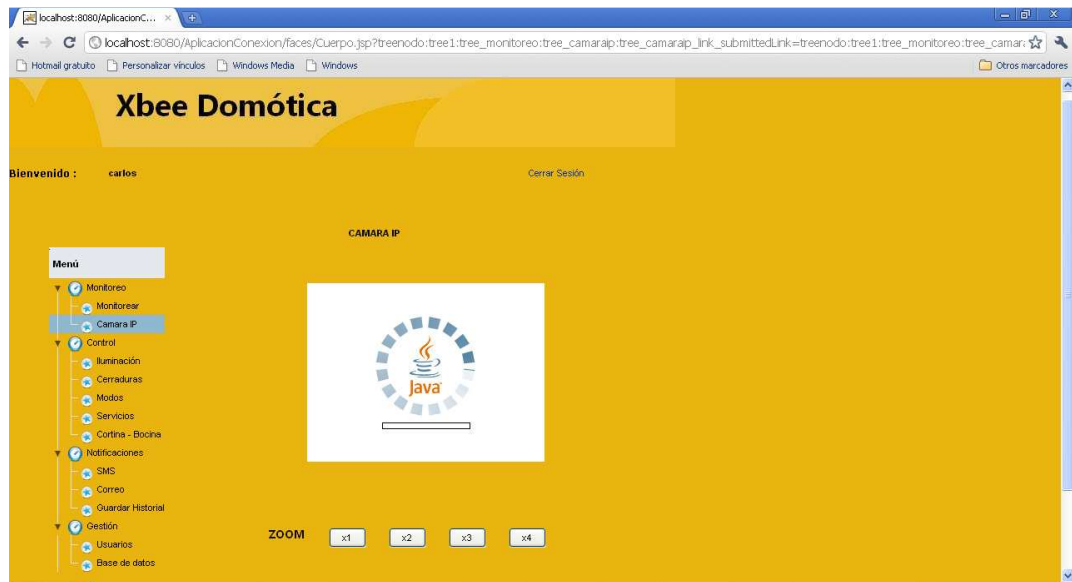 localhost:8080/AplicacionC...
localhost:8080/AplicacionConexion/faces/Cuerpo.jsp?treenodo:tree1:tree_monitoreo:tree_camaraip:tree_camaraip_link_submittedLink=treenodo:tree1:tree_monitoreo:tree_camar
Hotmail gratuito
Personalizar vínculos
Windows Media
Windows
Otros marcadores
Xbee Domótica
Bienvenido : carlos
Cerrar Sesión
CAMARA IP
Menú
Monitoreo
Monitorear
Camara IP
Control
Iluminación
Cerraduras
Modos
Servicios
Cortina - Bocina
Notificaciones
SMS
Correo
Guardar Historial
Gestión
Usuarios
Base de datos
Java
ZOOM x1 x2 x3 x4